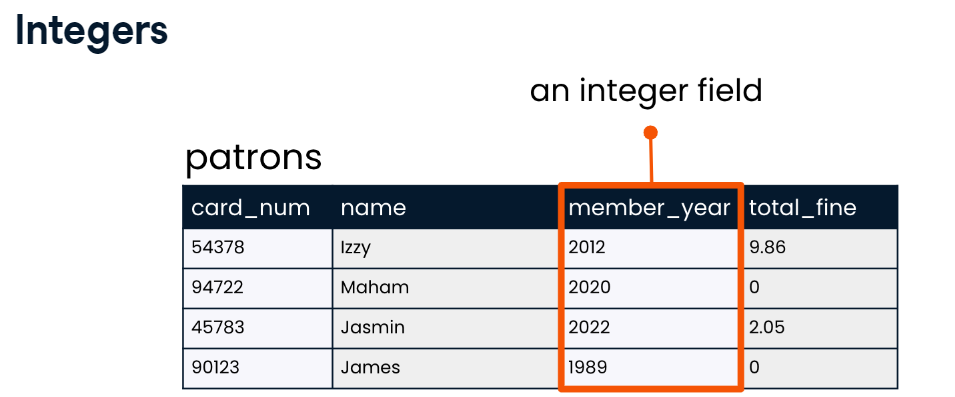 Integers
an integer field
patrons
card_num name member_year total_fine
54378 Izzy 2012 9.86
94722 Maham 2020 0
45783 Jasmin 2022 2.05
90123 James 1989 0